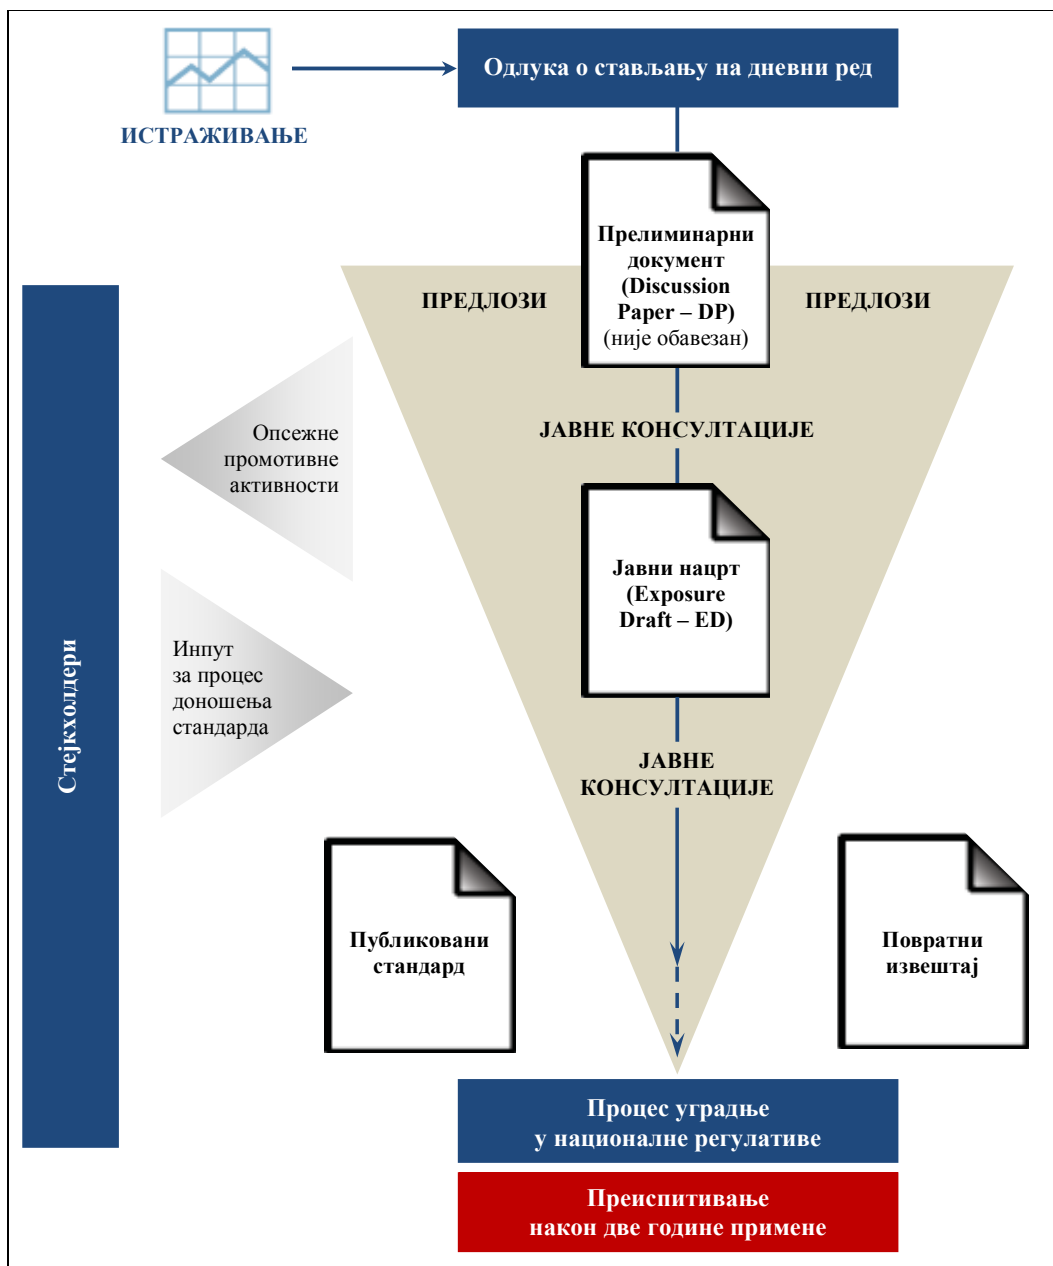 Одлука о стављању на дневни ред
ИСТРАЖИВАЊЕ
Прелиминарни
документ
(Discussion
Paper – DP)
(није обавезан)
ПРЕДЛОЗИ
ПРЕДЛОЗИ
ЈАВНЕ КОНСУЛТАЦИЈЕ
Опсежне
промотивне
активности
Јавни нацрт
(Exposure
Draft – ED)
Инпут
за процес
доношења
стандарда
Стејкхолдери
ЈАВНЕ
КОНСУЛТАЦИЈЕ
Публиковани
стандард
Повратни
извештај
Процес уградње
у националне регулативе
Преиспитивање
након две године примене